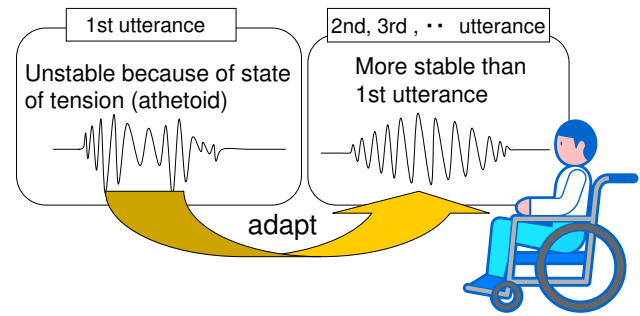 1st utterance
Unstable because of state
of tension (athetoid)
2nd, 3rd , ･･ utterance
More stable than
1st utterance
adapt